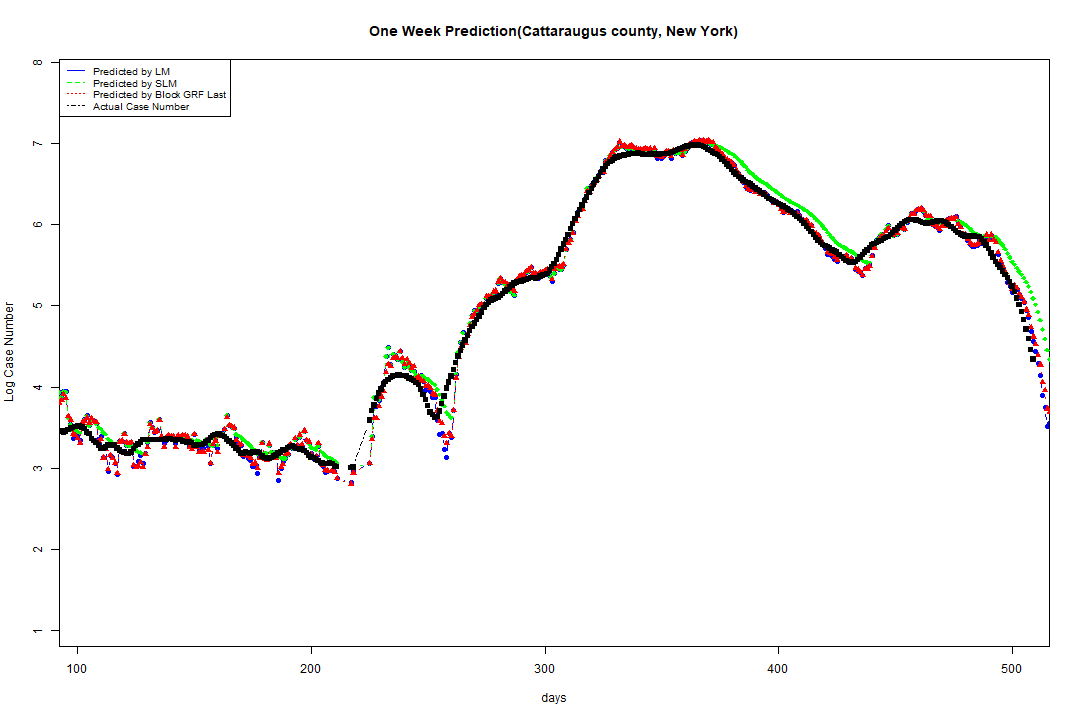 One Week Prediction(Cattaraugus county, New York)
Predicted by LM
Predicted by SLM
Predicted by Block GRF Last
Actual Case Number
8
7
6
5
4
3
2
1
Log Case Number
100 200 300 400 500
days